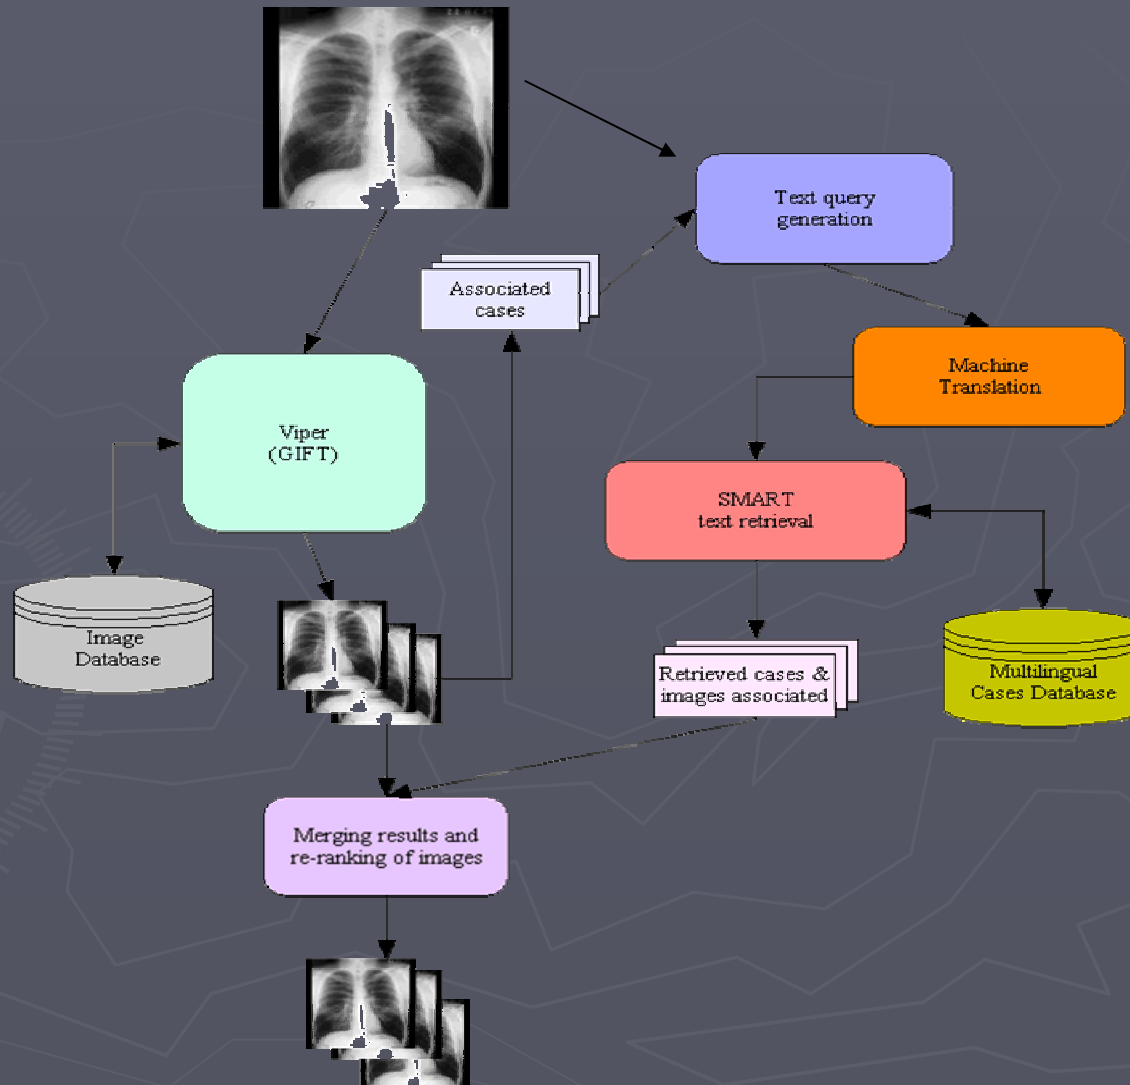 Text query
generation
Associated
cases
Machine
Translation
Viper
(GIFT)
SMART
text retrieval
Image
Database
Retrieved cases &
images associated
Multilingual
Cases Database
Merging results and
re-ranking of images